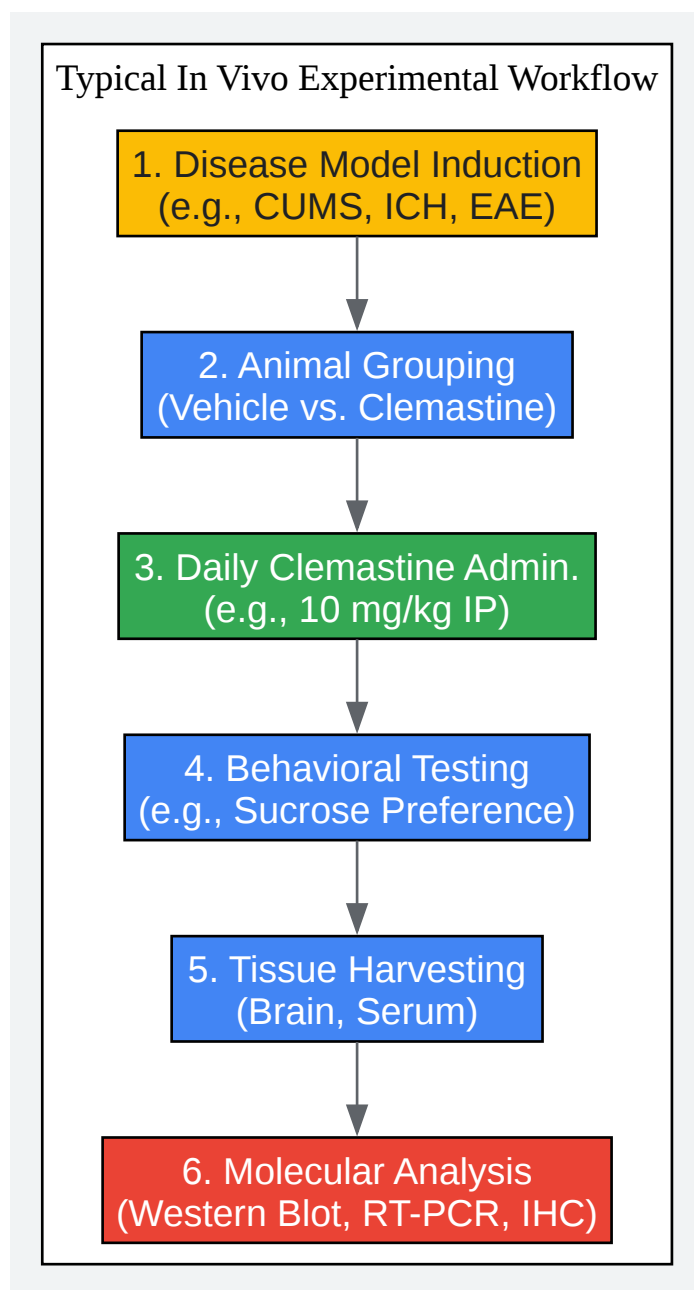 Typical In Vivo Experimental Workflow
1. Disease Model Induction
(e.g., CUMS, ICH, EAE)
2. Animal Grouping
(Vehicle vs. Clemastine)
3. Daily Clemastine Admin.
(e.g., 10 mg/kg IP)
4. Behavioral Testing
(e.g., Sucrose Preference)
5. Tissue Harvesting
(Brain, Serum)
6. Molecular Analysis
(Western Blot, RT-PCR, IHC)